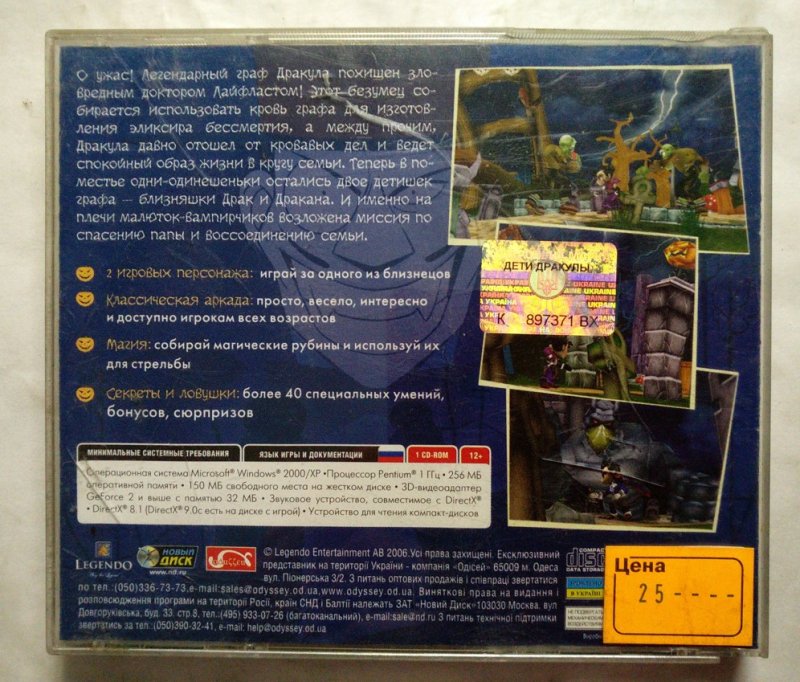 О ужас! Легендарный граф Дракула похищен зло-
вредным доктором Лайфластом! Этот безумец со-
бирается использовать кровь графа для изготов-
ления эликсира бессмертия, а между прочим,
Дракула давно отошел от кровавых дел и ведет
спокойный образ жизни в кругу семьи. Теперь в по-
местье одни-одинешеньки остались двое детишек
графа – близняшки Драк и Дракана. И именно на
плечи малюток-вампирчиков возложена миссия по
спасению папы и воссоединению семьи.
2 игровых персонажа: играй за одного из близнецов
Классическая аркада: просто, весело, интересно
и доступно игрокам всех возрастов
Магия: собирай магические рубины и используй их
для стрельбы
Секреты и ловушки: более 40 специальных умений,
бонусов, сюрпризов
ДЕТИ ДРАКУЛЫ
UKRAINE
УКРАЇНА
К 897371 ВХ
МИНИМАЛЬНЫЕ СИСТЕМНЫЕ ТРЕБОВАНИЯ
ЯЗЫК ИГРЫ И ДОКУМЕНТАЦИИ
1 CD-ROM
12+
Операционная система Microsoft® Windows® 2000/XP • Процессор Pentium® 1 ГГц • 256 МБ
оперативной памяти • 150 МБ свободного места на жестком диске • 3D-видеоадаптер
GeForce 2 и выше с памятью 32 МБ • Звуковое устройство, совместимое с DirectX®
• DirectX® 8.1 (DirectX® 9.0c есть на диске с игрой) • Устройство для чтения компакт-дисков
LEGENDO
НОВЫЙ
ДИСК
www.nd.ru
© Legendo Entertainment AB 2006.Усі права захищені. Ексклюзивний
представник на території України - компанія «Одісей» 65009 м. Одеса
вул. Піонерська 3/2. З питань оптових продажів і співпраці звертатися
по тел.:(050)336-73-73,e-mail:sales@odyssey.od.ua,www.odyssey.od.ua. Виняткові права на видання і
розповсюдження програми на території Росії, країн СНД і Балтії належать ЗАТ «Новий Диск»103030 Москва, вул
Довгоруківська, буд. 33 стр. 8, тел.:(495) 933-07-26 (багатоканальний), e-mail:sale@nd.ru З питань технічної підтримки
звертатись за тел.:(050)390-32-41, e-mail: help@odyssey.od.ua
COMPACT
disc
DATA STORAGE
В УКРАЇНІ
Цена
25----